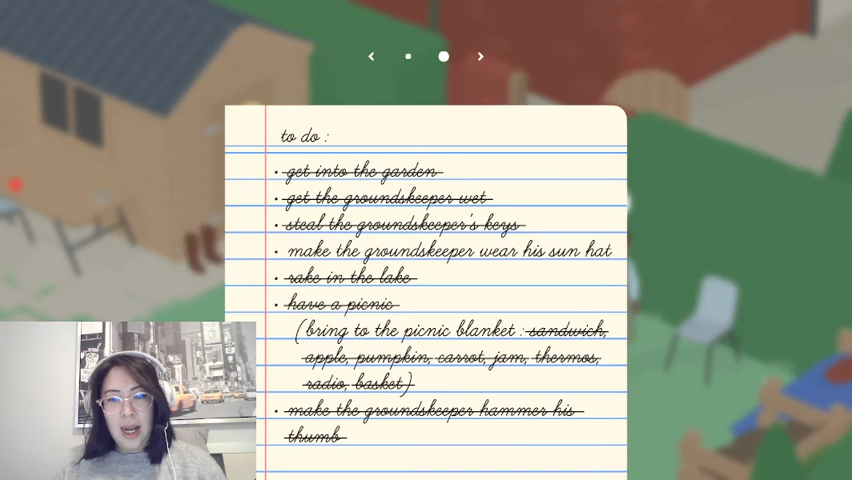 to do :
• get into the garden
• get the groundskeeper wet
• steal the groundskeeper's keys
• make the groundskeeper wear his sun hat
• rake in the lake
• have a picnic
(bring to the picnic blanket : sandwich,
apple, pumpkin, carrot, jam, thermos,
radio, basket)
• make the groundskeeper hammer his
thumb